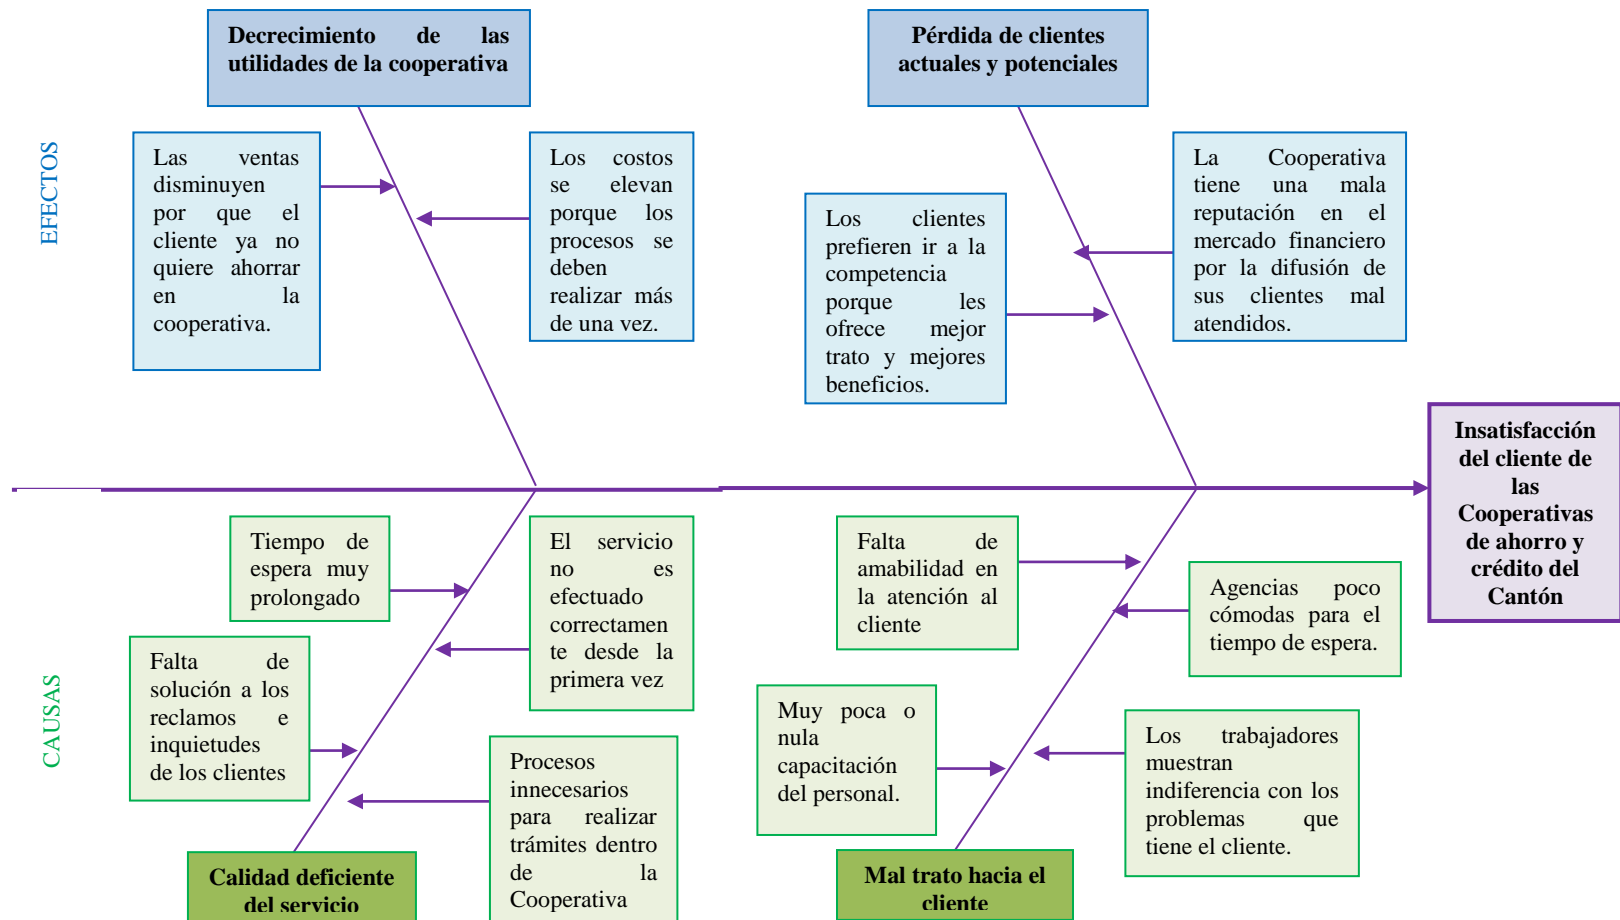 Decrecimiento de las
utilidades de la cooperativa
Pérdida de clientes
actuales y potenciales
EFECTOS
Las ventas
disminuyen
por que el
cliente ya no
quiere ahorrar
en la
cooperativa.
Los costos
se elevan
porque los
procesos se
deben
realizar más
de una vez.
Los clientes
prefieren ir a la
competencia
porque les
ofrece mejor
trato y mejores
beneficios.
La Cooperativa
tiene una mala
reputación en el
mercado financiero
por la difusión de
sus clientes mal
atendidos.
Insatisfacción
del cliente de
las
Cooperativas
de ahorro y
crédito del
Cantón
CAUSAS
Tiempo de
espera muy
prolongado
El servicio
no es
efectuado
correctamen
te desde la
primera vez
Falta de
solución a los
reclamos e
inquietudes
de los clientes
Procesos
innecesarios
para realizar
trámites dentro
de la
Cooperativa
Calidad deficiente
del servicio
Falta de
amabilidad en
la atención al
cliente
Agencias poco
cómodas para el
tiempo de espera.
Muy poca o
nula
capacitación
del personal.
Los trabajadores
muestran
indiferencia con los
problemas que
tiene el cliente.
Mal trato hacia el
cliente